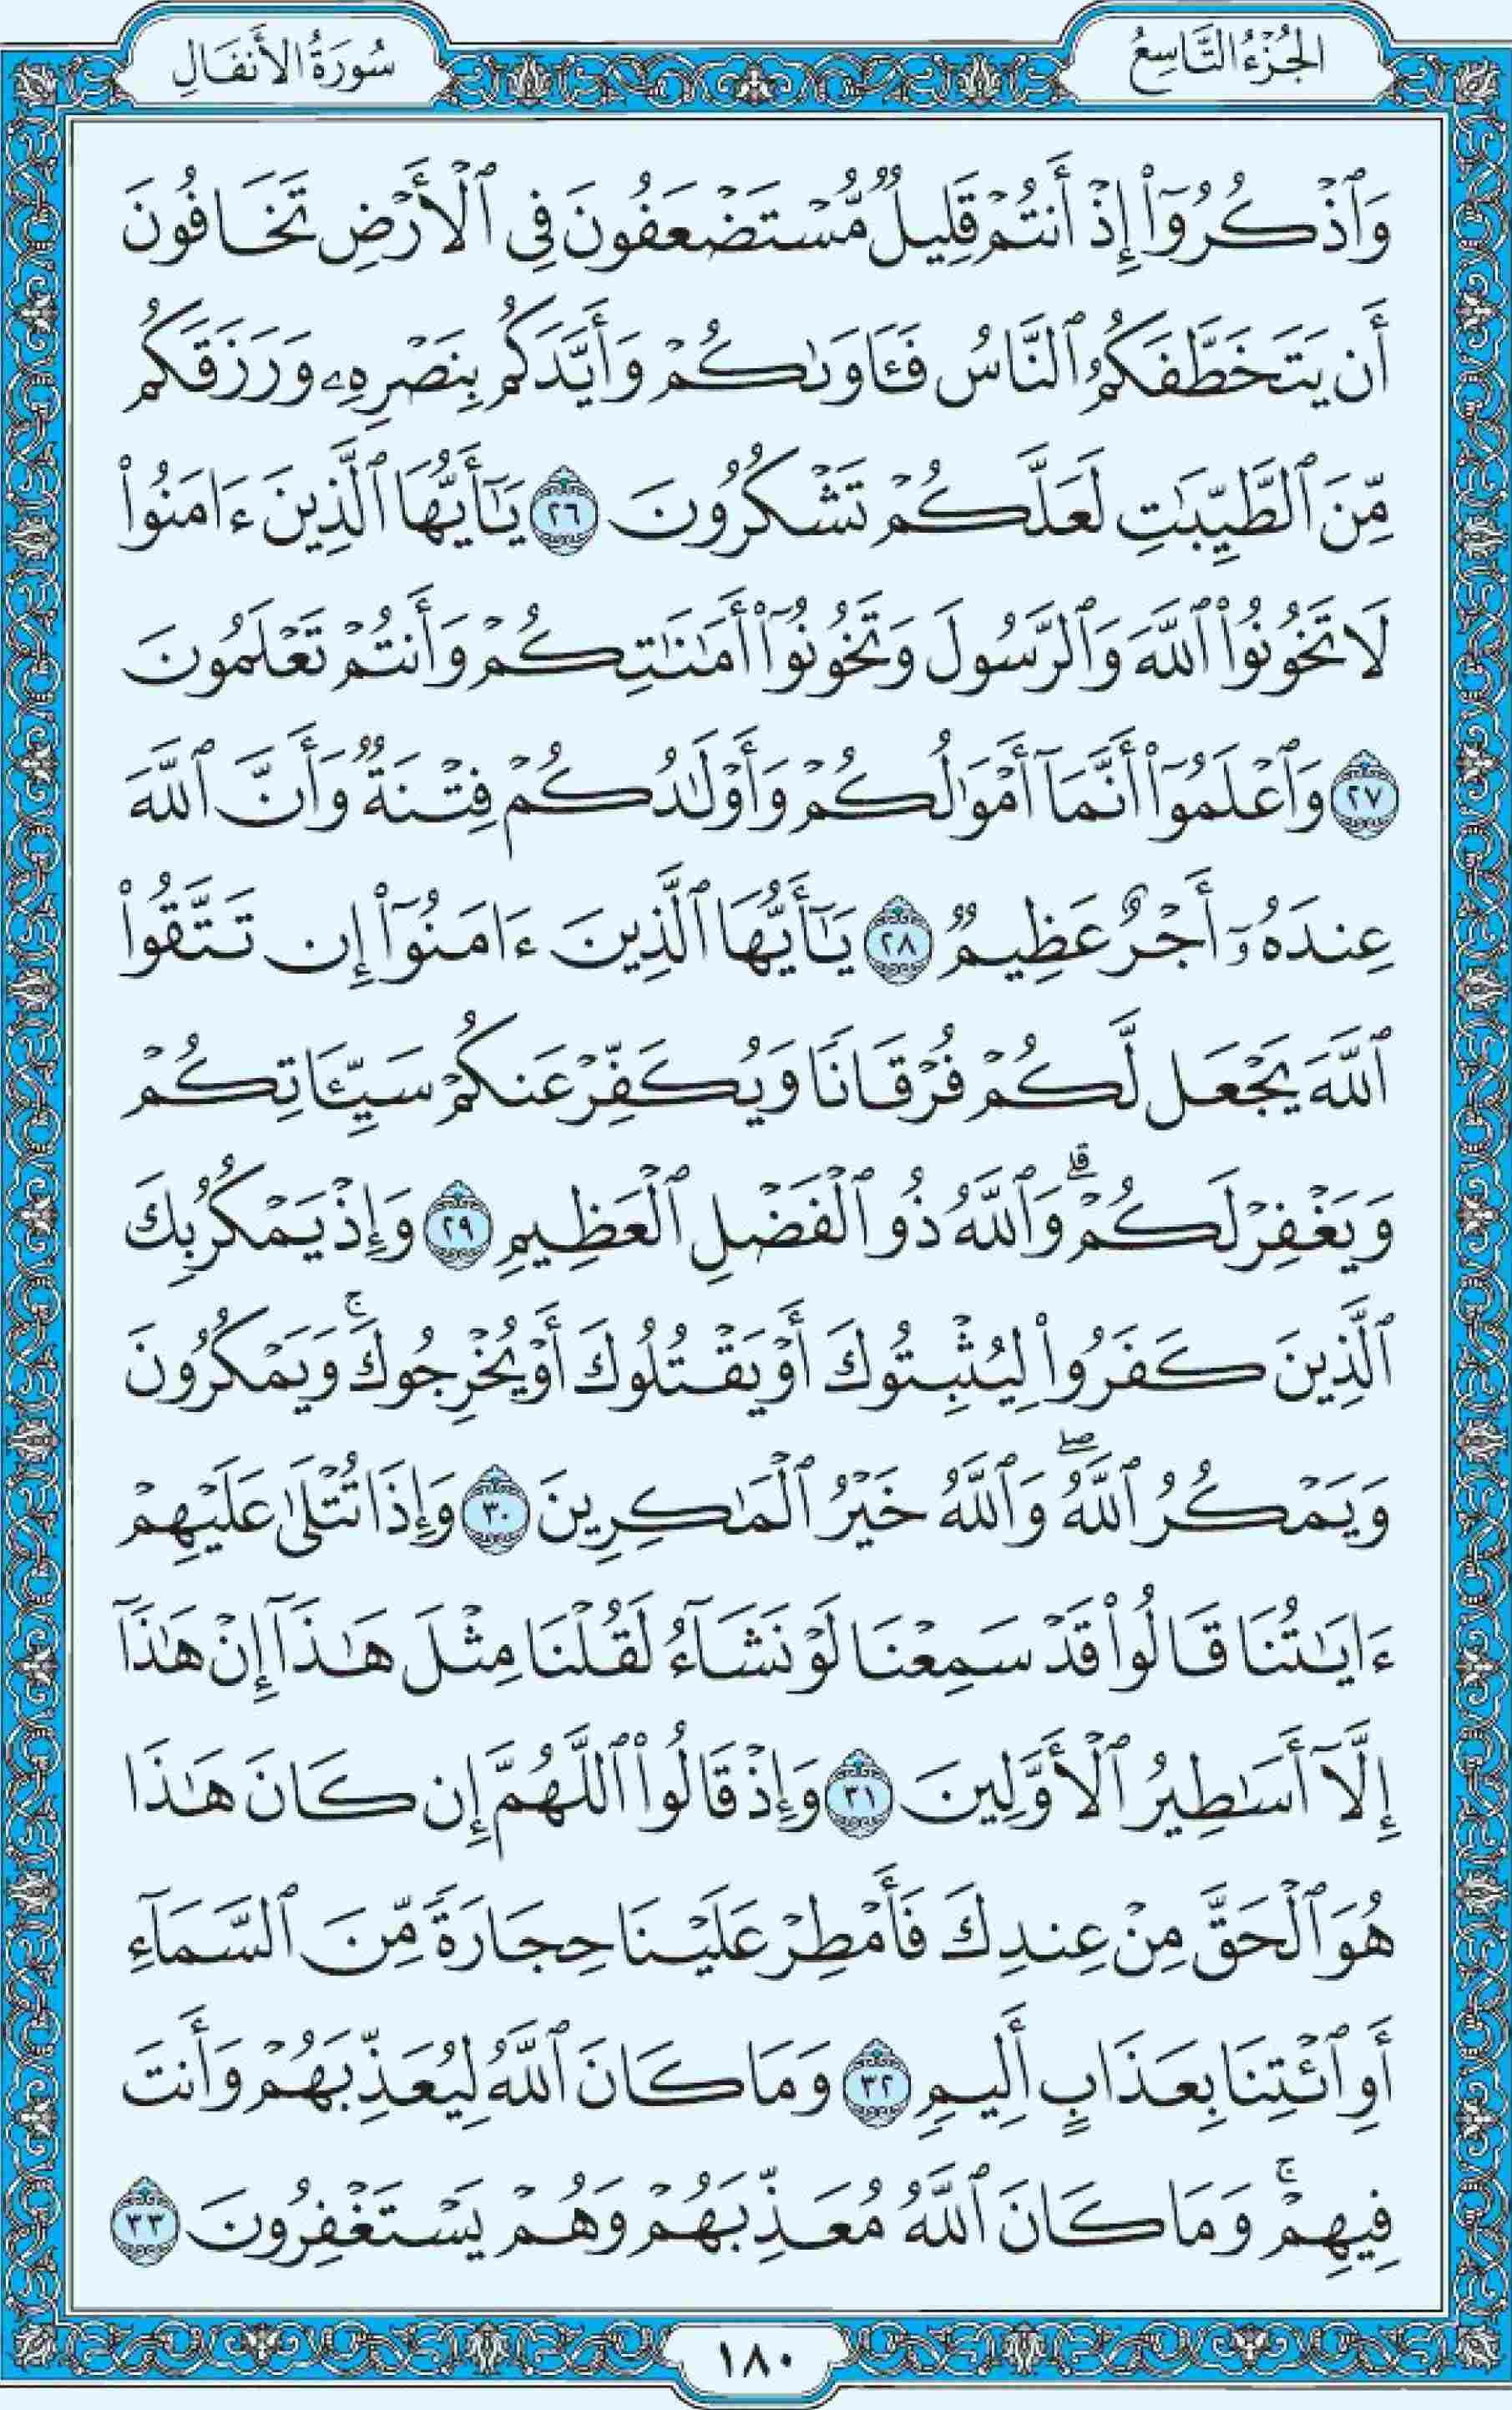 الجُزْءُ التَّاسِعُ
سُورَةُ الأَنفَالِ
وَٱذۡكُرُوٓاْ إِذۡ أَنتُمۡ قَلِيلٞ مُّسۡتَضۡعَفُونَ فِي ٱلۡأَرۡضِ تَخَافُونَ
أَن يَتَخَطَّفَكُمُ ٱلنَّاسُ فَـَٔاوَىٰكُمۡ وَأَيَّدَكُم بِنَصۡرِهِۦ وَرَزَقَكُم
مِّنَ ٱلطَّيِّبَٰتِ لَعَلَّكُمۡ تَشۡكُرُونَ ٢٦ يَٰٓأَيُّهَا ٱلَّذِينَ ءَامَنُواْ
لَا تَخُونُواْ ٱللَّهَ وَٱلرَّسُولَ وَتَخُونُوٓاْ أَمَٰنَٰتِكُمۡ وَأَنتُمۡ تَعۡلَمُونَ
٢٧ وَٱعۡلَمُوٓاْ أَنَّمَآ أَمۡوَٰلُكُمۡ وَأَوۡلَٰدُكُمۡ فِتۡنَةٞ وَأَنَّ ٱللَّهَ
عِندَهُۥٓ أَجۡرٌ عَظِيمٞ ٢٨ يَٰٓأَيُّهَا ٱلَّذِينَ ءَامَنُوٓاْ إِن تَتَّقُواْ
ٱللَّهَ يَجۡعَل لَّكُمۡ فُرۡقَانٗا وَيُكَفِّرۡ عَنكُمۡ سَيِّـَٔاتِكُمۡ
وَيَغۡفِرۡ لَكُمۡۗ وَٱللَّهُ ذُو ٱلۡفَضۡلِ ٱلۡعَظِيمِ ٢٩ وَإِذۡ يَمۡكُرُ بِكَ
ٱلَّذِينَ كَفَرُواْ لِيُثۡبِتُوكَ أَوۡ يَقۡتُلُوكَ أَوۡ يُخۡرِجُوكَۚ وَيَمۡكُرُونَ
وَيَمۡكُرُ ٱللَّهُۖ وَٱللَّهُ خَيۡرُ ٱلۡمَٰكِرِينَ ٣٠ وَإِذَا تُتۡلَىٰ عَلَيۡهِمۡ
ءَايَٰتُنَا قَالُواْ قَدۡ سَمِعۡنَا لَوۡ نَشَآءُ لَقُلۡنَا مِثۡلَ هَٰذَآ إِنۡ هَٰذَآ
إِلَّآ أَسَٰطِيرُ ٱلۡأَوَّلِينَ ٣١ وَإِذۡ قَالُواْ ٱللَّهُمَّ إِن كَانَ هَٰذَا
هُوَ ٱلۡحَقَّ مِنۡ عِندِكَ فَأَمۡطِرۡ عَلَيۡنَا حِجَارَةٗ مِّنَ ٱلسَّمَآءِ
أَوِ ٱئۡتِنَا بِعَذَابٍ أَلِيمٖ ٣٢ وَمَا كَانَ ٱللَّهُ لِيُعَذِّبَهُمۡ وَأَنتَ
فِيهِمۡۚ وَمَا كَانَ ٱللَّهُ مُعَذِّبَهُمۡ وَهُمۡ يَسۡتَغۡفِرُونَ ٣٣
١٨٠